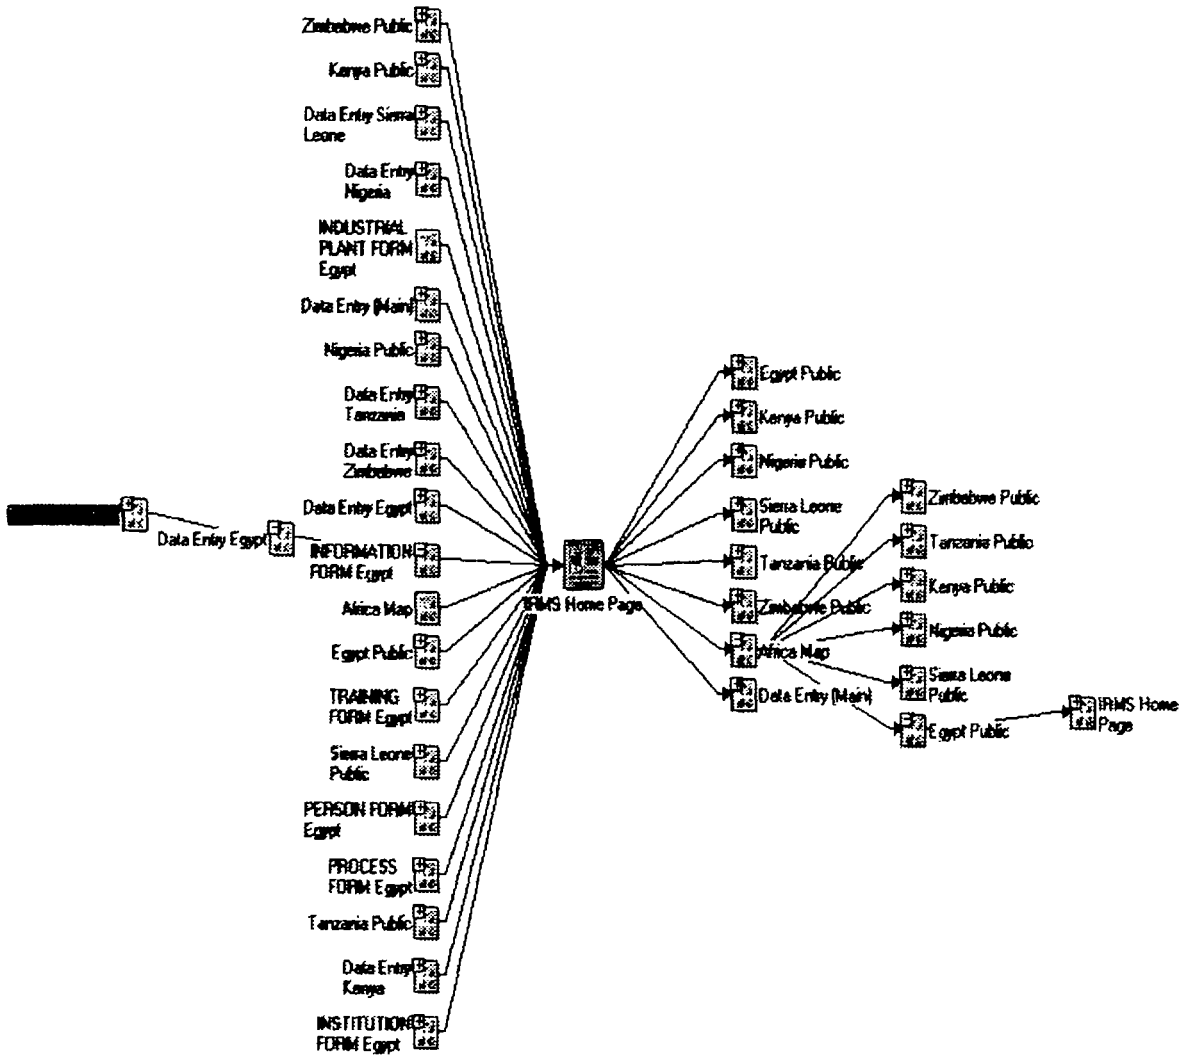 Zimbabwe Public
Kenya Public
Data Entry Sierra
Leone
Data Entry
Nigeria
INDUSTRIAL
PLANT FORM
Egypt
Data Entry (Main)
Nigeria Public
Data Entry
Tanzania
Data Entry
Zimbabwe
Data Entry Egypt
Data Entry Egypt
INFORMATION
FORM Egypt
Africa Map
Egypt Public
TRAINING
FORM Egypt
Sierra Leone
Public
PERSON FORM
Egypt
PROCESS
FORM Egypt
Tanzania Public
Data Entry
Kenya
INSTITUTION
FORM Egypt
IRMS Home Page
Egypt Public
Kenya Public
Nigeria Public
Sierra Leone
Public
Tanzania Public
Zimbabwe Public
Africa Map
Data Entry (Main)
Zimbabwe Public
Tanzania Public
Kenya Public
Nigeria Public
Sierra Leone
Public
Egypt Public
IRMS Home
Page